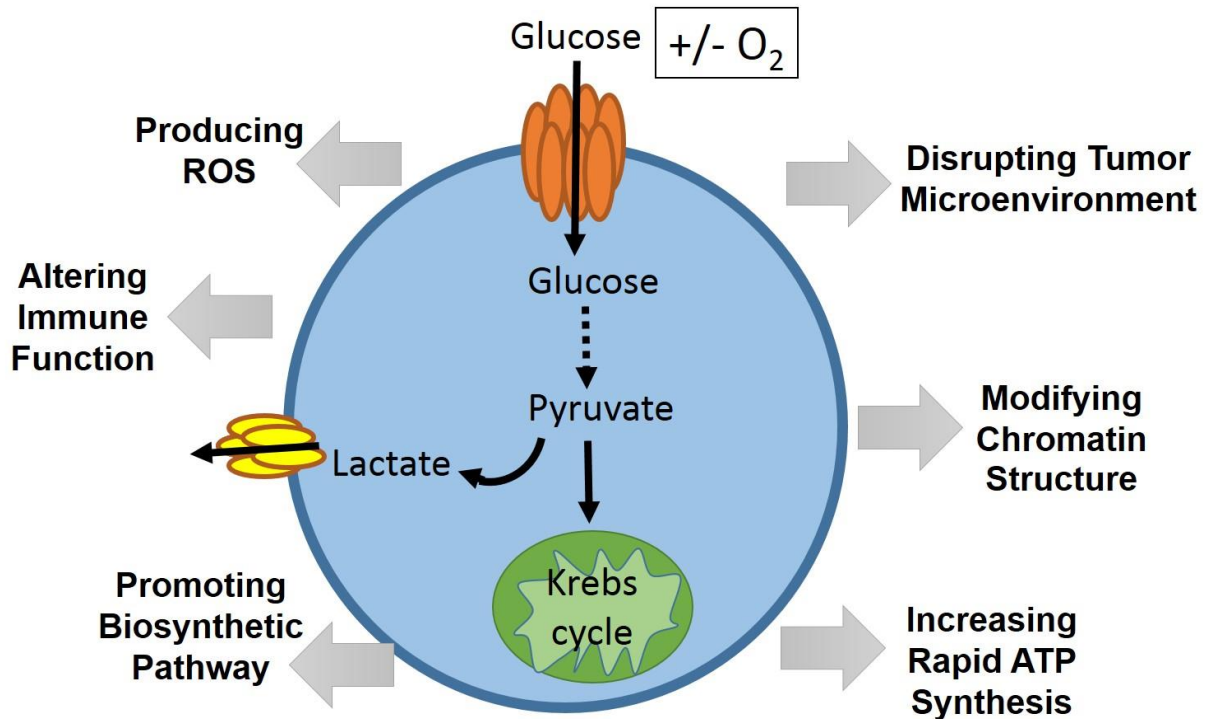 Glucose
+/- O₂
Producing
ROS
Disrupting Tumor
Microenvironment
Altering
Immune
Function
Glucose
Pyruvate
Lactate
Modifying
Chromatin
Structure
Krebs
cycle
Promoting
Biosynthetic
Pathway
Increasing
Rapid ATP
Synthesis